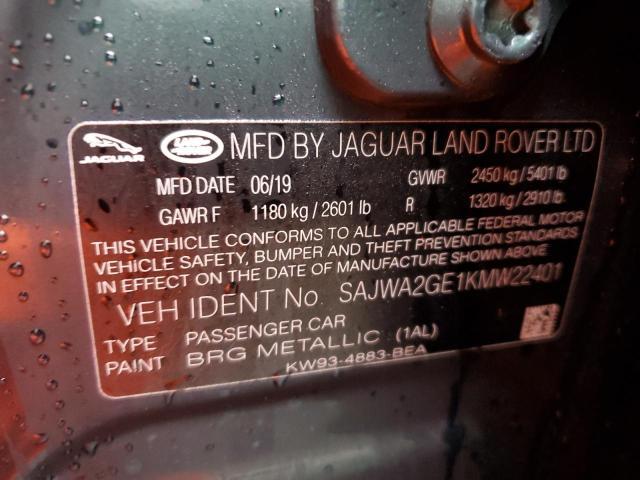 JAGUAR LAND ROVER MFD BY JAGUAR LAND ROVER LTD
MFD DATE 06/19 GVWR 2450 kg / 5401 lb
GAWR F 1180 kg / 2601 lb R 1320 kg / 2910 lb
THIS VEHICLE CONFORMS TO ALL APPLICABLE FEDERAL MOTOR
VEHICLE SAFETY, BUMPER AND THEFT PREVENTION STANDARDS
IN EFFECT ON THE DATE OF MANUFACTURE SHOWN ABOVE
VEH IDENT No. SAJWA2GE1KMW22401
TYPE PASSENGER CAR
PAINT BRG METALLIC (1AL)
KW93-4883-BEA